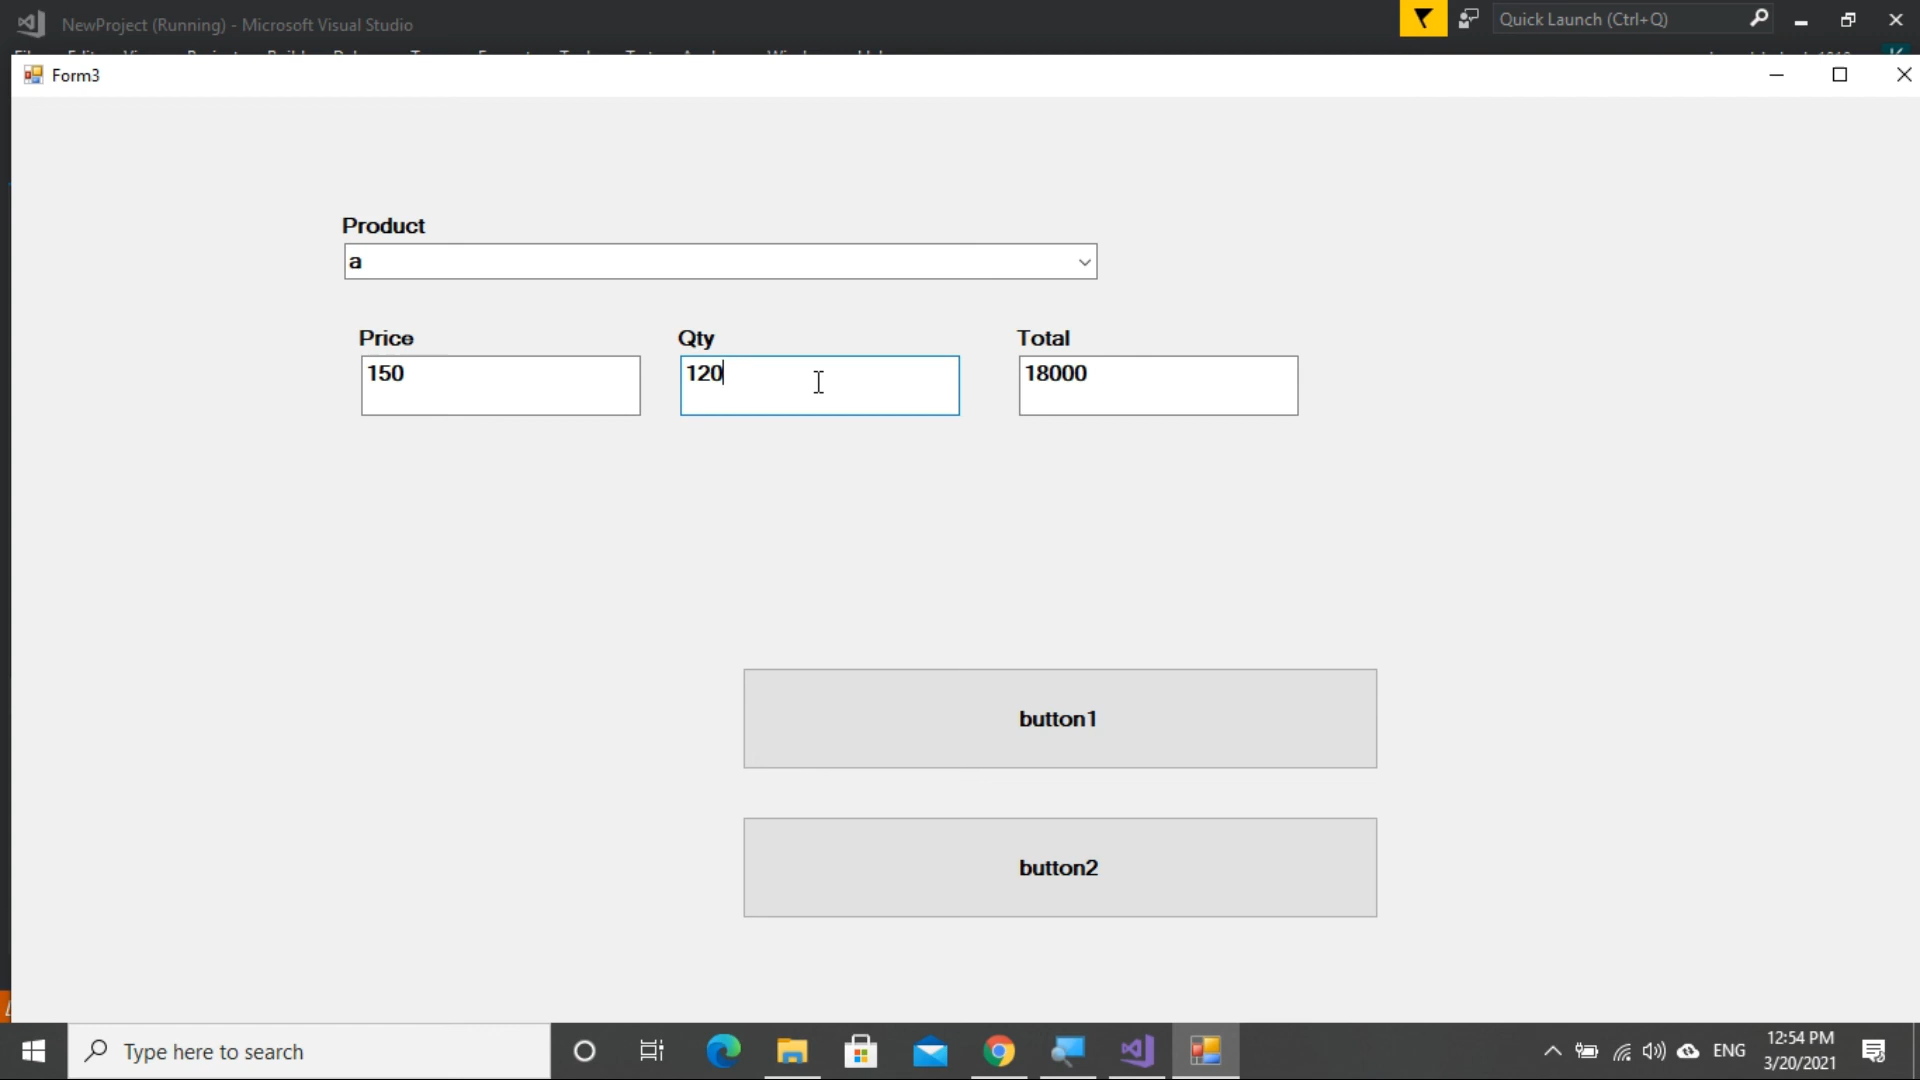 NewProject (Running) - Microsoft Visual Studio
Quick Launch (Ctrl+Q)
Form3
Product
a
Price
Qty
Total
150
120
18000
button1
button2
Type here to search
ENG
12:54 PM
3/20/2021